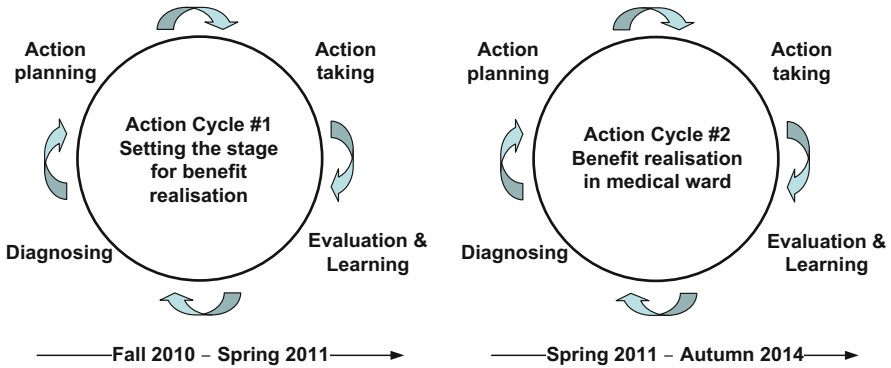 Action
planning
Action
taking
Action Cycle #1
Setting the stage
for benefit
realisation
Diagnosing
Evaluation &
Learning
Fall 2010 – Spring 2011
Action
planning
Action
taking
Action Cycle #2
Benefit realisation
in medical ward
Diagnosing
Evaluation &
Learning
Spring 2011 – Autumn 2014